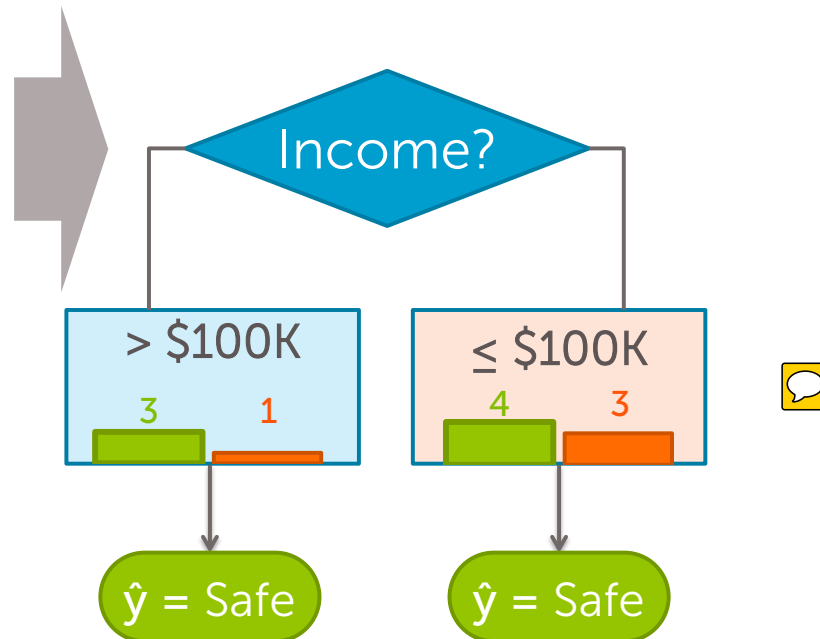 Income?
> $100K
≤ $100K
3
1
4
3
ŷ = Safe
ŷ = Safe